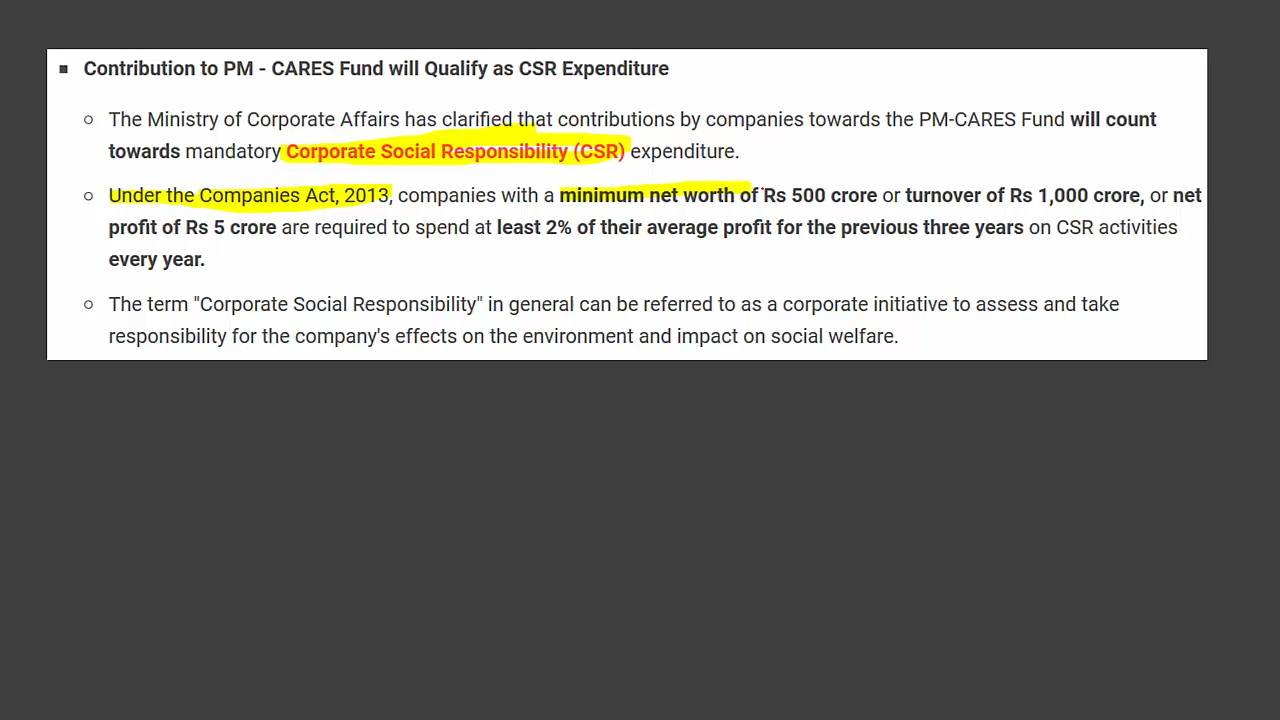 Contribution to PM - CARES Fund will Qualify as CSR Expenditure
The Ministry of Corporate Affairs has clarified that contributions by companies towards the PM-CARES Fund will count
towards mandatory Corporate Social Responsibility (CSR) expenditure.
Under the Companies Act, 2013, companies with a minimum net worth of Rs 500 crore or turnover of Rs 1,000 crore, or net
profit of Rs 5 crore are required to spend at least 2% of their average profit for the previous three years on CSR activities
every year.
The term "Corporate Social Responsibility" in general can be referred to as a corporate initiative to assess and take
responsibility for the company's effects on the environment and impact on social welfare.